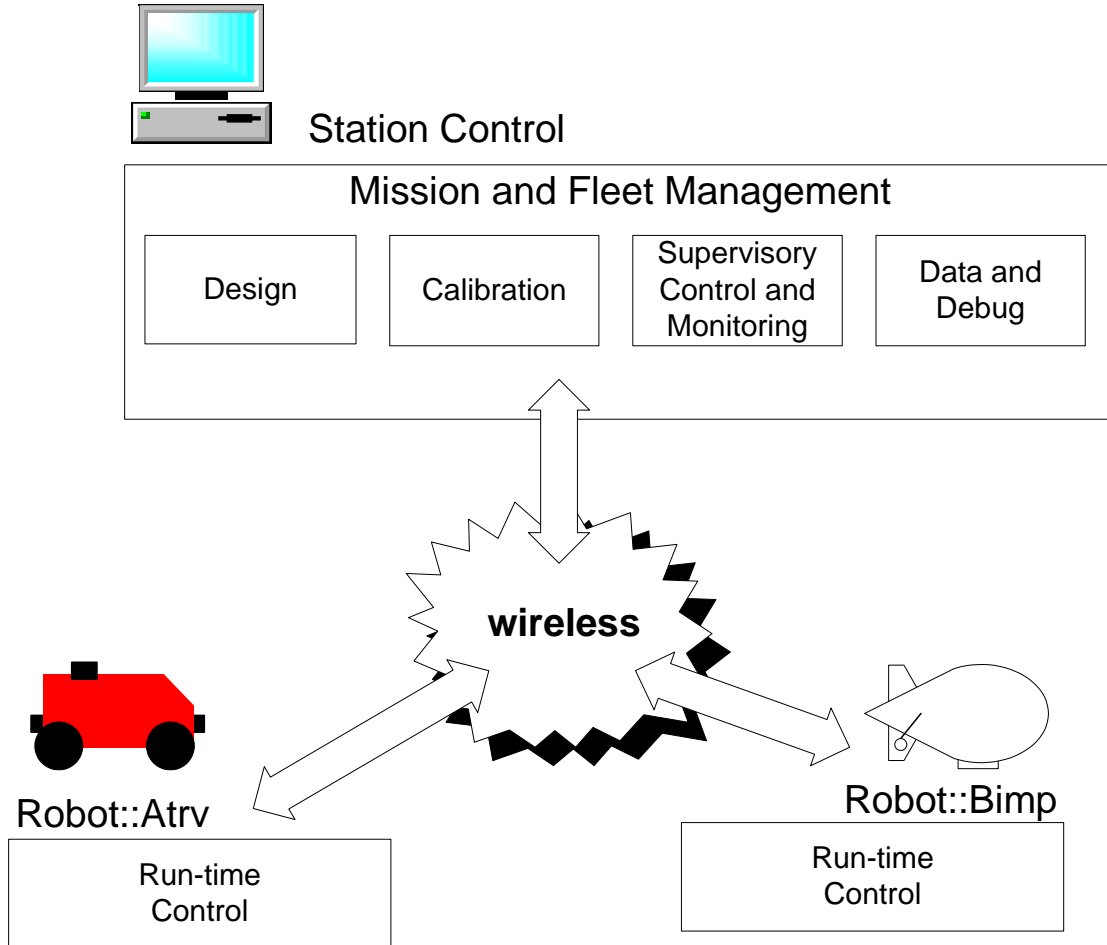 Station Control
Mission and Fleet Management
Design
Calibration
Supervisory
Control and
Monitoring
Data and
Debug
wireless
Robot::Atrv
Run-time
Control
Robot::Bimp
Run-time
Control